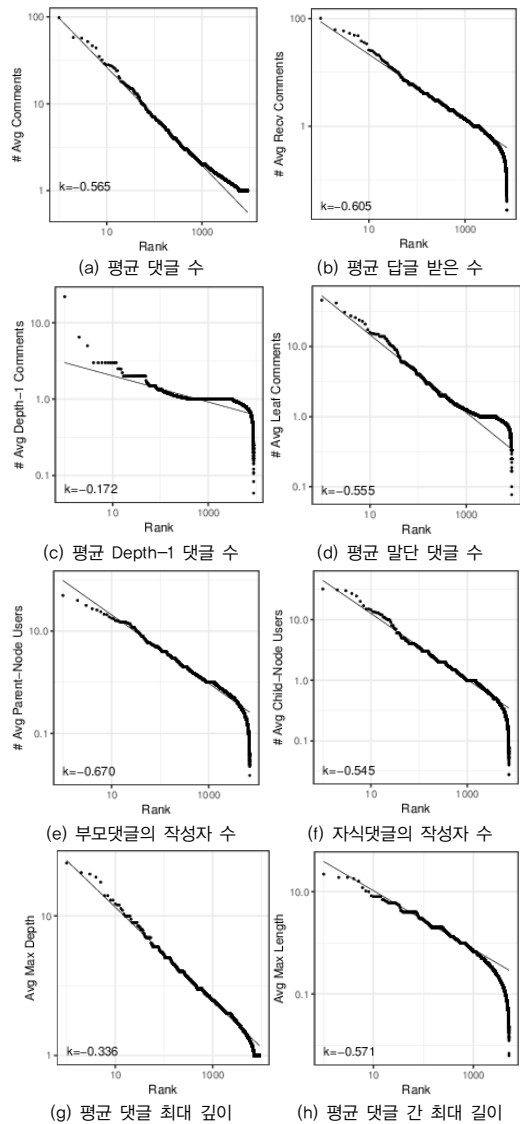 # Avg Comments
100
10
1
k=-0.565
10
1000
Rank
(a) 평균 댓글 수
# Avg Recv Comments
100
1
k=-0.605
10
1000
Rank
(b) 평균 답글 받은 수
# Avg Depth-1 Comments
10.0
1.0
0.1
k=-0.172
10
1000
Rank
(c) 평균 Depth-1 댓글 수
# Avg Leaf Comments
10.0
1.0
0.1
k=-0.555
10
1000
Rank
(d) 평균 말단 댓글 수
# Avg Parent-Node Users
10.0
0.1
k=-0.670
10
1000
Rank
(e) 부모댓글의 작성자 수
# Avg Child-Node Users
10.0
1.0
0.1
k=-0.545
10
1000
Rank
(f) 자식댓글의 작성자 수
Avg Max Depth
10
1
k=-0.336
10
1000
Rank
(g) 평균 댓글 최대 깊이
Avg Max Length
10.0
0.1
k=-0.571
10
1000
Rank
(h) 평균 댓글 간 최대 길이